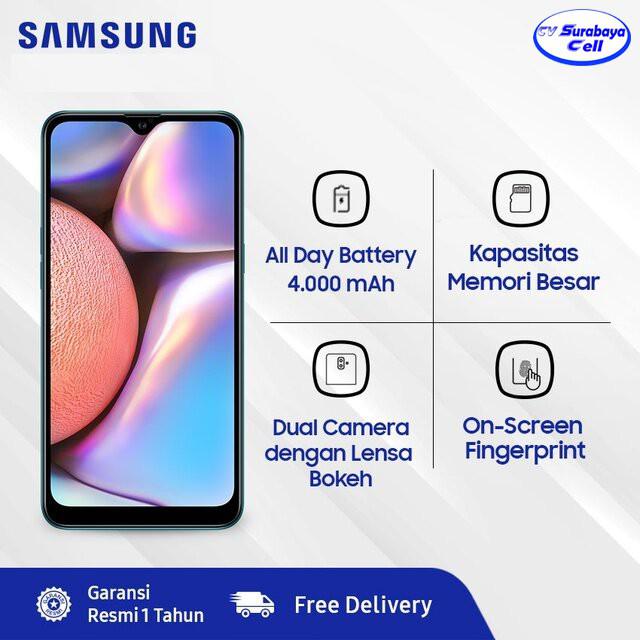 SAMSUNG
CV Surabaya
Cell
All Day Battery
4.000 mAh
Kapasitas
Memori Besar
Dual Camera
dengan Lensa
Bokeh
On-Screen
Fingerprint
Garansi
Resmi 1 Tahun
Free Delivery